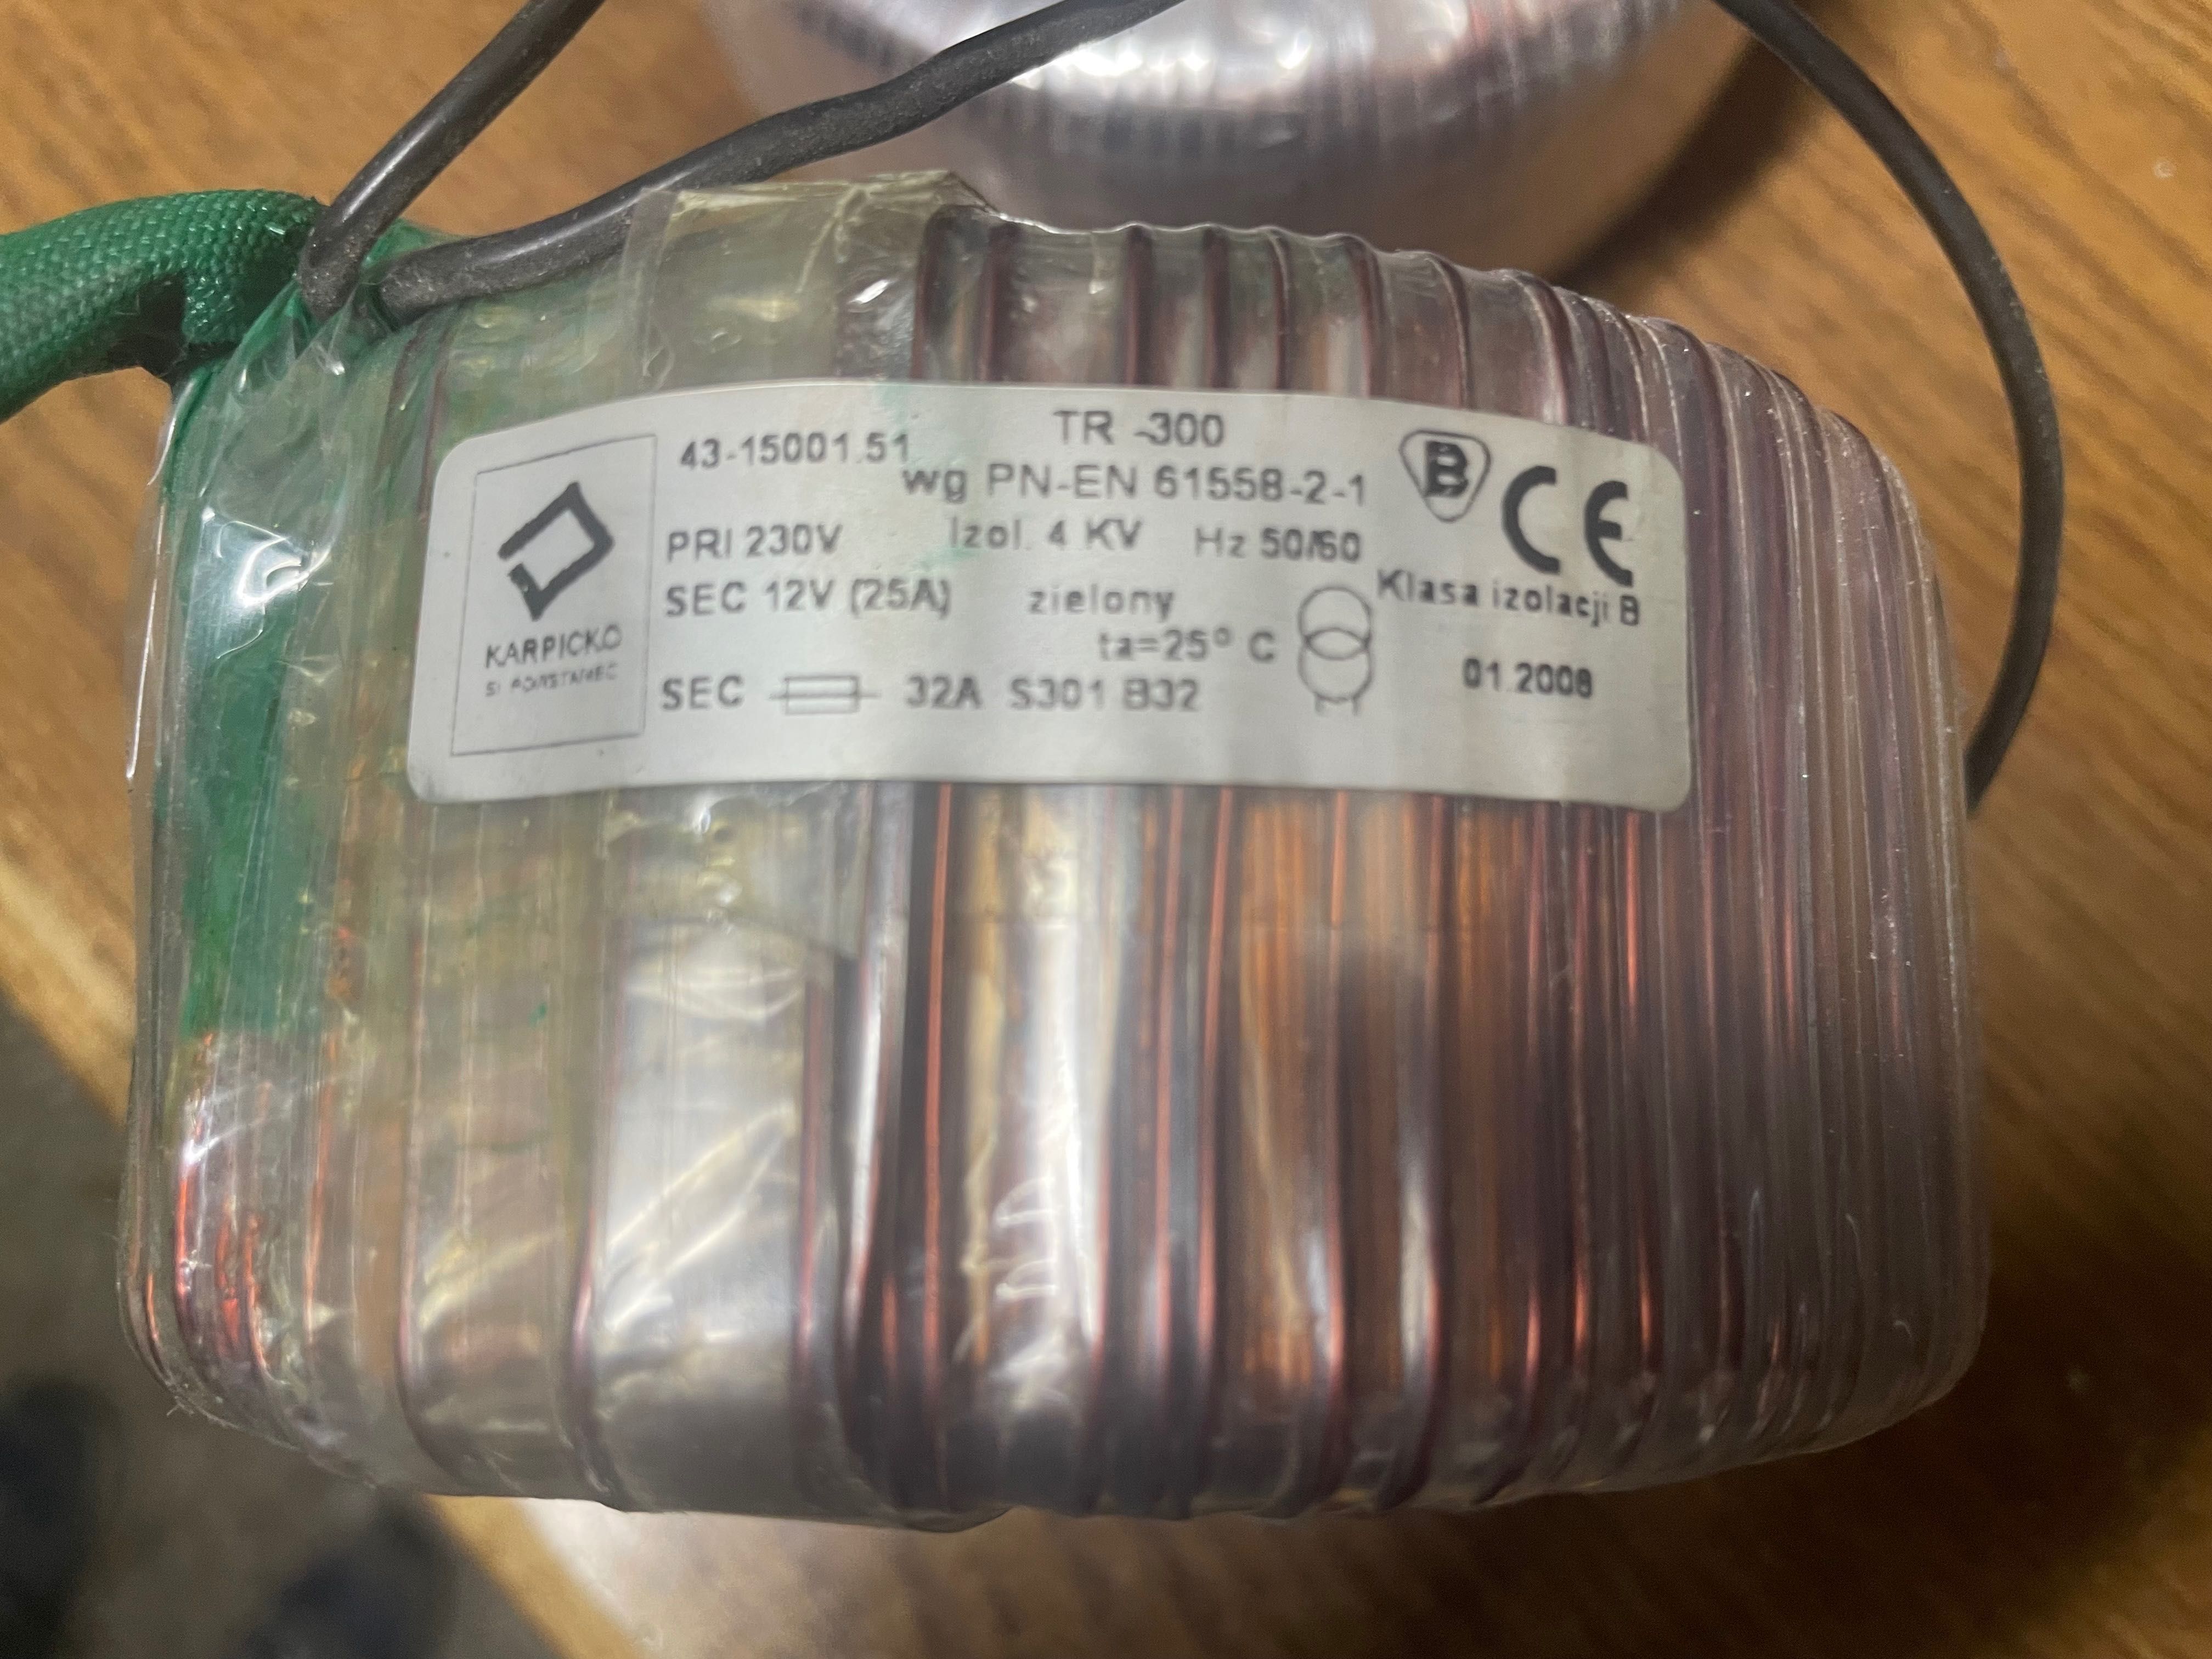 TR -300
43-15001.51
wg PN-EN 61558-2-1
B
CE
PRI 230V Izol. 4 KV Hz 50/60
SEC 12V (25A) zielony
Klasa izolacji B
ta=25° C
KARPICKO
01.2008
SEC 32A S301 B32